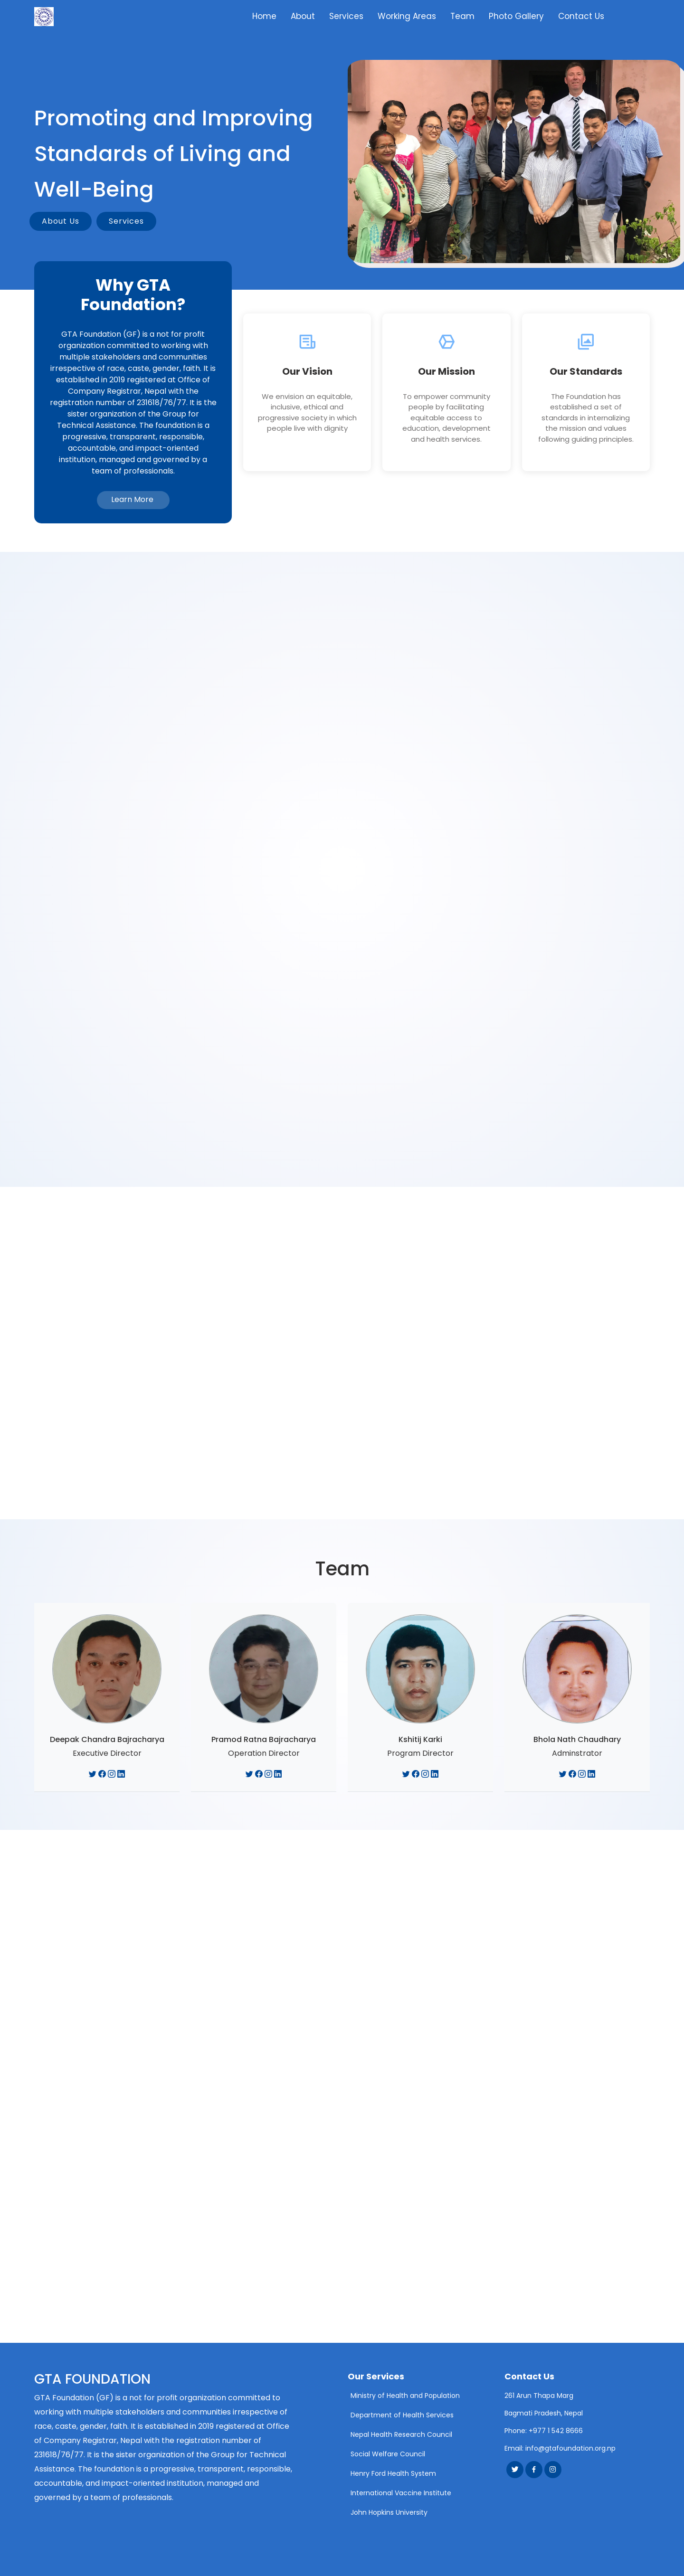 Home About Services Working Areas Team Photo Gallery Contact Us
Promoting and Improving
Standards of Living and
Well-Being
About Us Services
Why GTA
Foundation?
GTA Foundation (GF) is a not for profit
organization committed to working with
multiple stakeholders and communities
irrespective of race, caste, gender, faith. It is
established in 2019 registered at Office of
Company Registrar, Nepal with the
registration number of 231618/76/77. It is the
sister organization of the Group for
Technical Assistance. The foundation is a
progressive, transparent, responsible,
accountable, and impact-oriented
institution, managed and governed by a
team of professionals.
Learn More
Our Vision
We envision an equitable,
inclusive, ethical and
progressive society in which
people live with dignity
Our Mission
To empower community
people by facilitating
equitable access to
education, development
and health services.
Our Standards
The Foundation has
established a set of
standards in internalizing
the mission and values
following guiding principles.
Team
Deepak Chandra Bajracharya
Executive Director
Pramod Ratna Bajracharya
Operation Director
Kshitij Karki
Program Director
Bhola Nath Chaudhary
Adminstrator
GTA FOUNDATION
GTA Foundation (GF) is a not for profit organization committed to
working with multiple stakeholders and communities irrespective of
race, caste, gender, faith. It is established in 2019 registered at Office
of Company Registrar, Nepal with the registration number of
231618/76/77. It is the sister organization of the Group for Technical
Assistance. The foundation is a progressive, transparent, responsible,
accountable, and impact-oriented institution, managed and
governed by a team of professionals.
Our Services
Ministry of Health and Population
Department of Health Services
Nepal Health Research Council
Social Welfare Council
Henry Ford Health System
International Vaccine Institute
John Hopkins University
Contact Us
261 Arun Thapa Marg
Bagmati Pradesh, Nepal
Phone: +977 1 542 8666
Email: info@gtafoundation.org.np